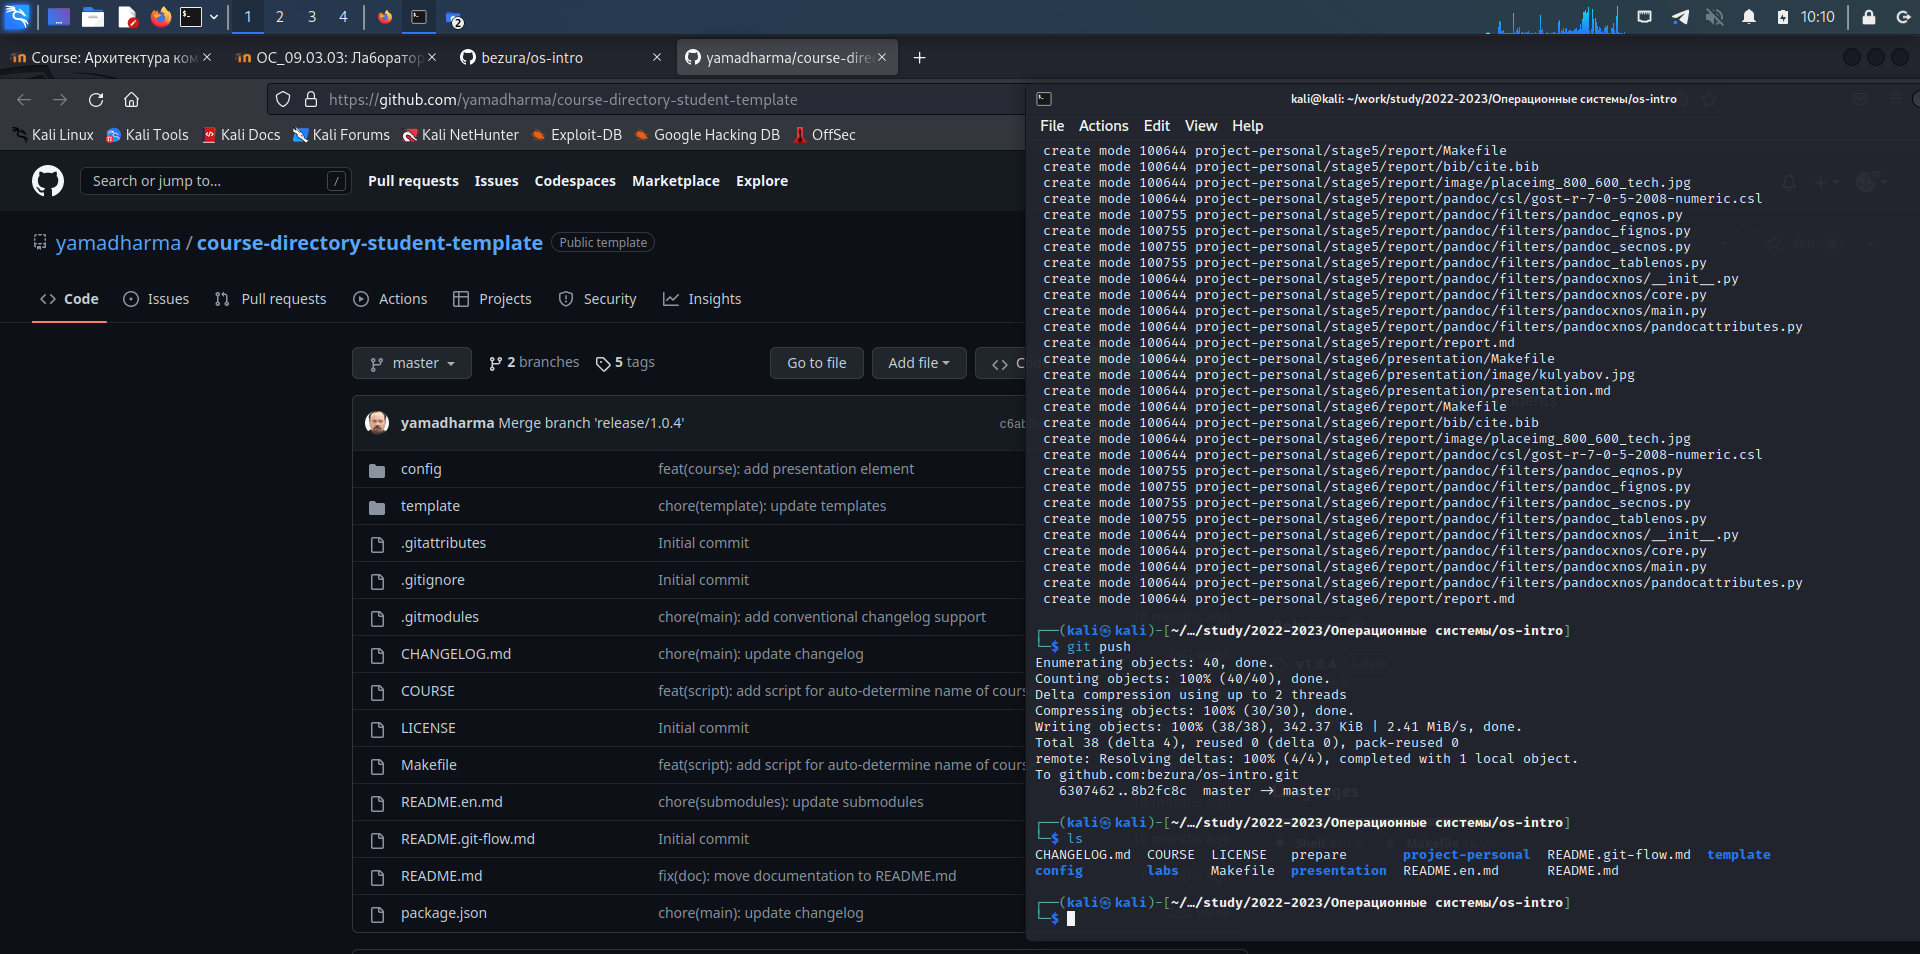 1 2 3 4 2 10:10
Course: Архитектура ком
ОС_09.03.03: Лаборатор
bezura/os-intro
yamadharma/course-dire
https://github.com/yamadharma/course-directory-student-template
Kali Linux Kali Tools Kali Docs Kali Forums Kali NetHunter Exploit-DB Google Hacking DB OffSec
Search or jump to... /
Pull requests Issues Codespaces Marketplace Explore
yamadharma / course-directory-student-template Public template
Code Issues Pull requests Actions Projects Security Insights
master 2 branches 5 tags Go to file Add file
yamadharma Merge branch 'release/1.0.4' c6ab
config feat(course): add presentation element
template chore(template): update templates
.gitattributes Initial commit
.gitignore Initial commit
.gitmodules chore(main): add conventional changelog support
CHANGELOG.md chore(main): update changelog
COURSE feat(script): add script for auto-determine name of cours
LICENSE Initial commit
Makefile feat(script): add script for auto-determine name of cours
README.en.md chore(submodules): update submodules
README.git-flow.md Initial commit
README.md fix(doc): move documentation to README.md
package.json chore(main): update changelog
kali@kali: ~/work/study/2022-2023/Операционные системы/os-intro
File Actions Edit View Help
create mode 100644 project-personal/stage5/report/Makefile
create mode 100644 project-personal/stage5/report/bib/cite.bib
create mode 100644 project-personal/stage5/report/image/placeimg_800_600_tech.jpg
create mode 100644 project-personal/stage5/report/pandoc/csl/gost-r-7-0-5-2008-numeric.csl
create mode 100755 project-personal/stage5/report/pandoc/filters/pandoc_eqnos.py
create mode 100755 project-personal/stage5/report/pandoc/filters/pandoc_fignos.py
create mode 100755 project-personal/stage5/report/pandoc/filters/pandoc_secnos.py
create mode 100755 project-personal/stage5/report/pandoc/filters/pandoc_tablenos.py
create mode 100644 project-personal/stage5/report/pandoc/filters/pandocxnos/__init__.py
create mode 100644 project-personal/stage5/report/pandoc/filters/pandocxnos/core.py
create mode 100644 project-personal/stage5/report/pandoc/filters/pandocxnos/main.py
create mode 100644 project-personal/stage5/report/pandoc/filters/pandocxnos/pandocattributes.py
create mode 100644 project-personal/stage5/report/report.md
create mode 100644 project-personal/stage6/presentation/Makefile
create mode 100644 project-personal/stage6/presentation/image/kulyabov.jpg
create mode 100644 project-personal/stage6/presentation/presentation.md
create mode 100644 project-personal/stage6/report/Makefile
create mode 100644 project-personal/stage6/report/bib/cite.bib
create mode 100644 project-personal/stage6/report/image/placeimg_800_600_tech.jpg
create mode 100644 project-personal/stage6/report/pandoc/csl/gost-r-7-0-5-2008-numeric.csl
create mode 100755 project-personal/stage6/report/pandoc/filters/pandoc_eqnos.py
create mode 100755 project-personal/stage6/report/pandoc/filters/pandoc_fignos.py
create mode 100755 project-personal/stage6/report/pandoc/filters/pandoc_secnos.py
create mode 100755 project-personal/stage6/report/pandoc/filters/pandoc_tablenos.py
create mode 100644 project-personal/stage6/report/pandoc/filters/pandocxnos/__init__.py
create mode 100644 project-personal/stage6/report/pandoc/filters/pandocxnos/core.py
create mode 100644 project-personal/stage6/report/pandoc/filters/pandocxnos/main.py
create mode 100644 project-personal/stage6/report/pandoc/filters/pandocxnos/pandocattributes.py
create mode 100644 project-personal/stage6/report/report.md
┌──(kali㉿kali)-[~/…/study/2022-2023/Операционные системы/os-intro]
└─$ git push
Enumerating objects: 40, done.
Counting objects: 100% (40/40), done.
Delta compression using up to 2 threads
Compressing objects: 100% (30/30), done.
Writing objects: 100% (38/38), 342.37 KiB | 2.41 MiB/s, done.
Total 38 (delta 4), reused 0 (delta 0), pack-reused 0
remote: Resolving deltas: 100% (4/4), completed with 1 local object.
To github.com:bezura/os-intro.git
6307462..8b2fc8c master -> master
┌──(kali㉿kali)-[~/…/study/2022-2023/Операционные системы/os-intro]
└─$ ls
CHANGELOG.md COURSE LICENSE prepare project-personal README.git-flow.md template
config labs Makefile presentation README.en.md README.md
┌──(kali㉿kali)-[~/…/study/2022-2023/Операционные системы/os-intro]
└─$